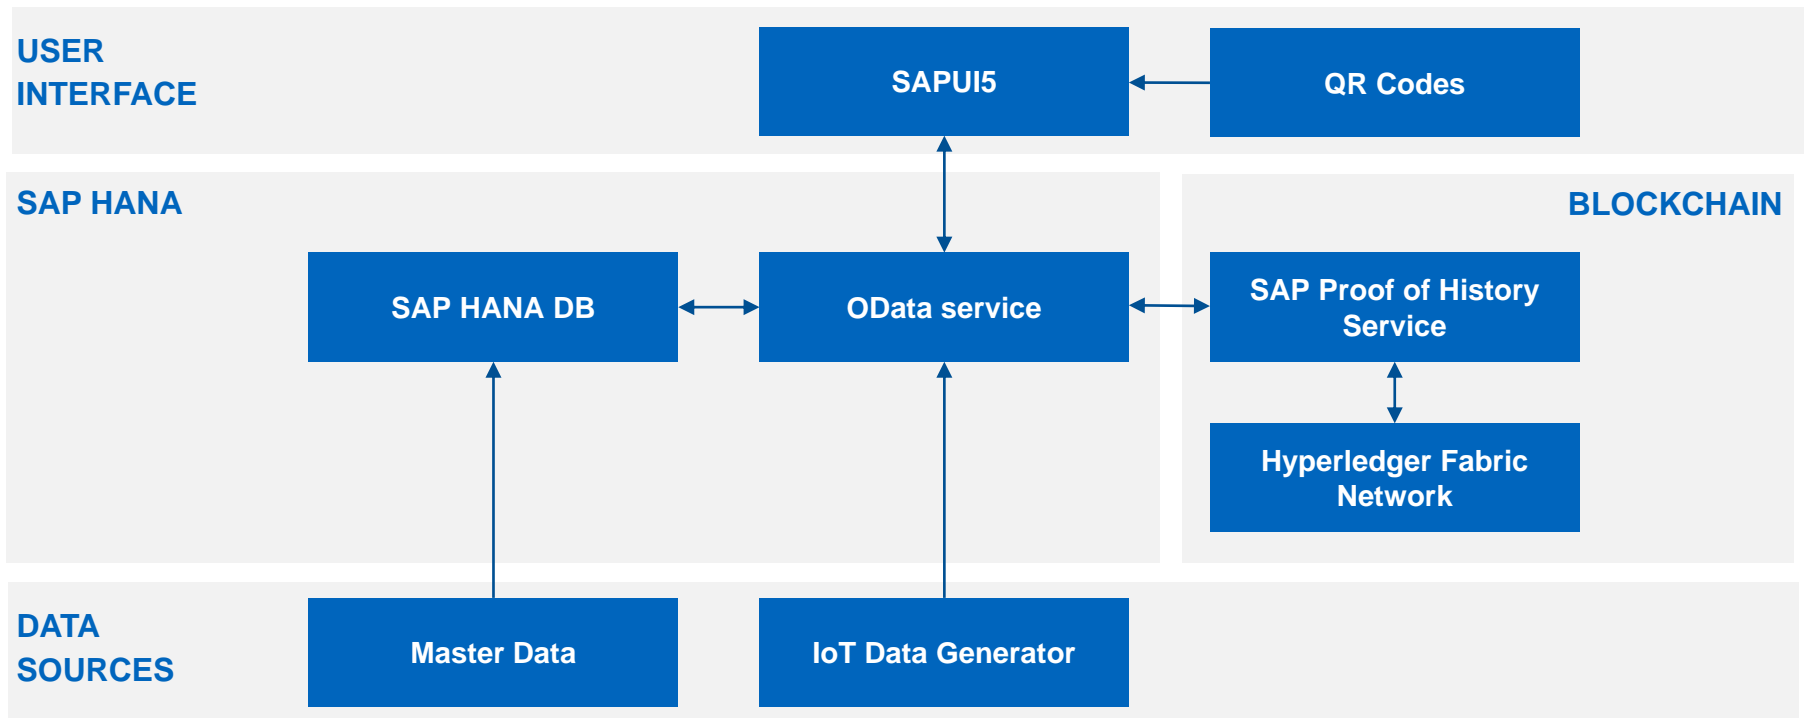 USER
INTERFACE
SAPUI5
QR Codes
SAP HANA
BLOCKCHAIN
SAP HANA DB
OData service
SAP Proof of History
Service
Hyperledger Fabric
Network
DATA
SOURCES
Master Data
IoT Data Generator